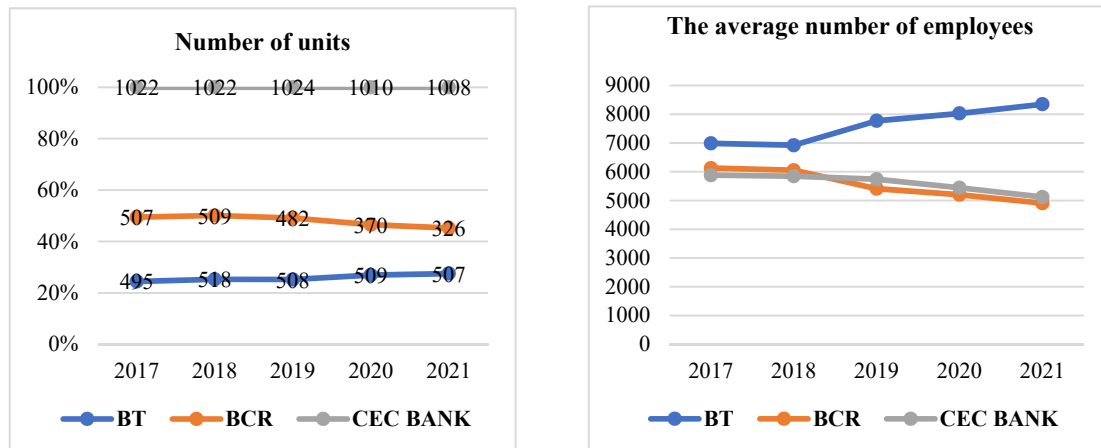 Number of units
100%
80%
60%
40%
20%
0%
1022 1022 1024 1010 1008
507 509 482 370 326
495 518 508 509 507
2017 2018 2019 2020 2021
BT BCR CEC BANK
The average number of employees
9000
8000
7000
6000
5000
4000
3000
2000
1000
0
2017 2018 2019 2020 2021
BT BCR CEC BANK